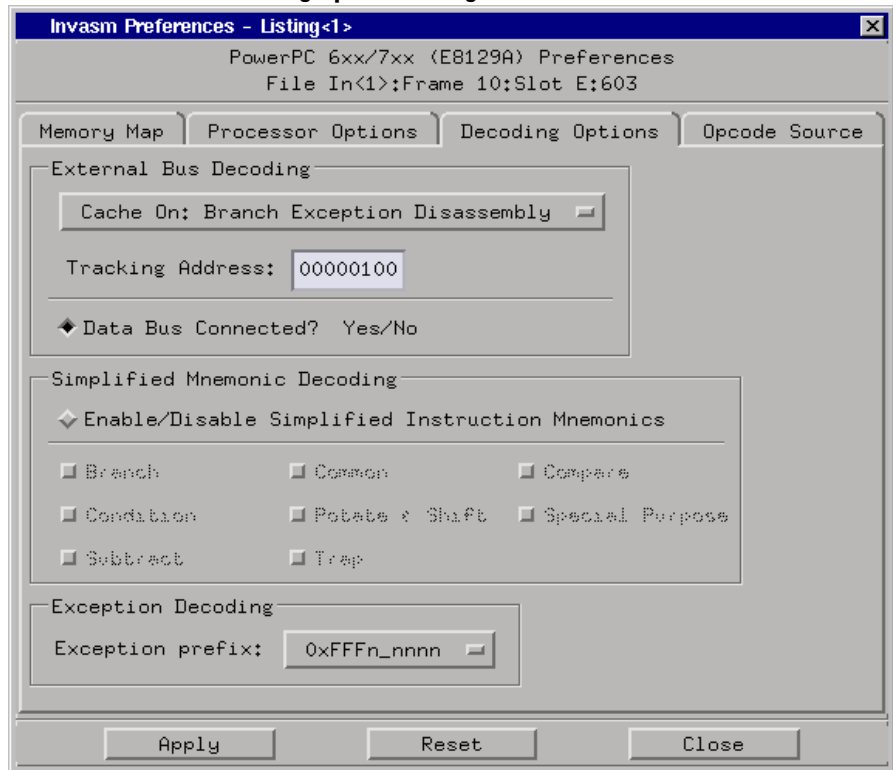 Invasm Preferences - Listing<1>
PowerPC 6xx/7xx (E8129A) Preferences
File In<1>:Frame 10:Slot E:603
Memory Map Processor Options Decoding Options Opcode Source
External Bus Decoding
Cache On: Branch Exception Disassembly
Tracking Address: 00000100
Data Bus Connected? Yes/No
Simplified Mnemonic Decoding
Enable/Disable Simplified Instruction Mnemonics
Branch Common Compare
Condition Rotate & Shift Special Purpose
Subtract Trap
Exception Decoding
Exception prefix: 0xFFFn_nnnn
Apply Reset Close